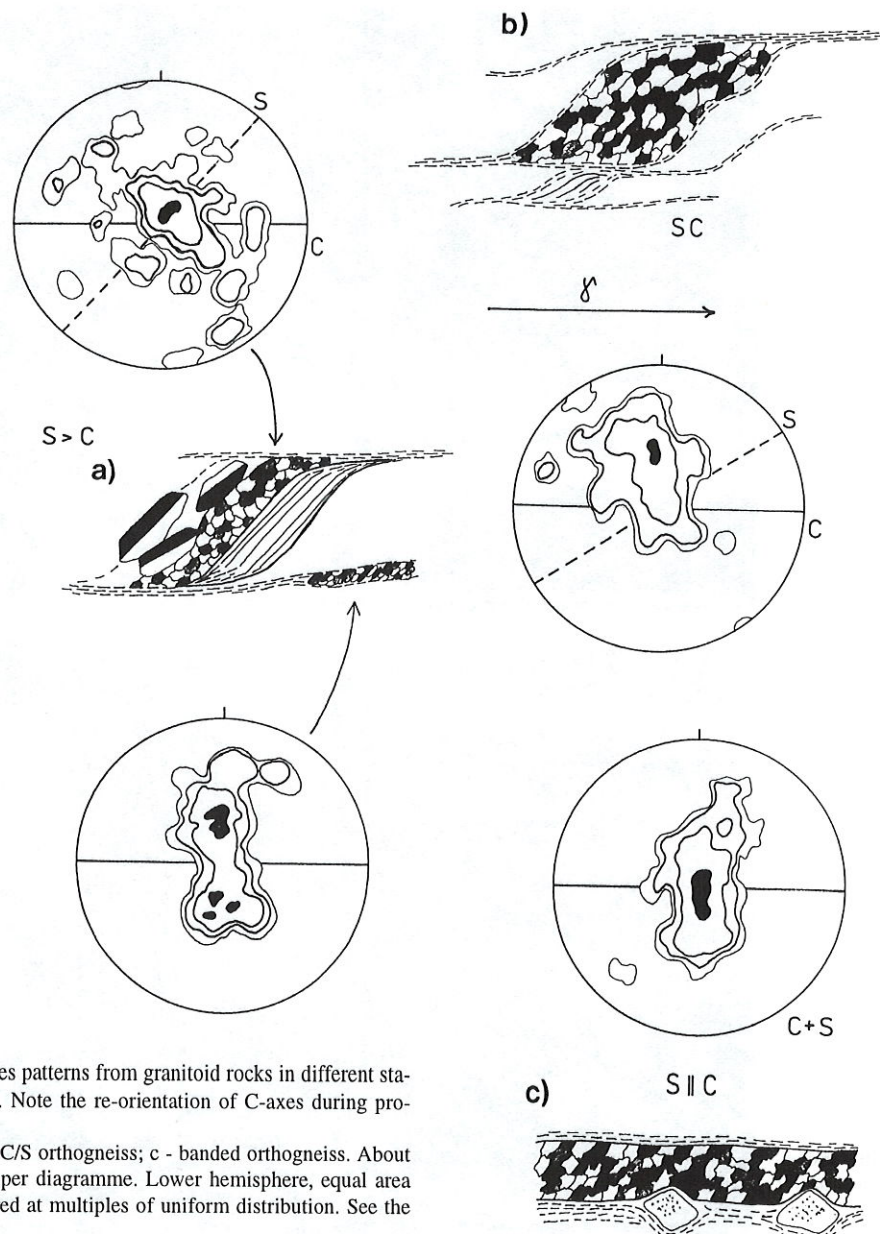 b)
S
C
S C
γ
S > C
a)
S
C
C + S
c)
S ∥ C
es patterns from granitoid rocks in different sta-
. Note the re-orientation of C-axes during pro-
C/S orthogneiss; c - banded orthogneiss. About
per diagramme. Lower hemisphere, equal area
ed at multiples of uniform distribution. See the